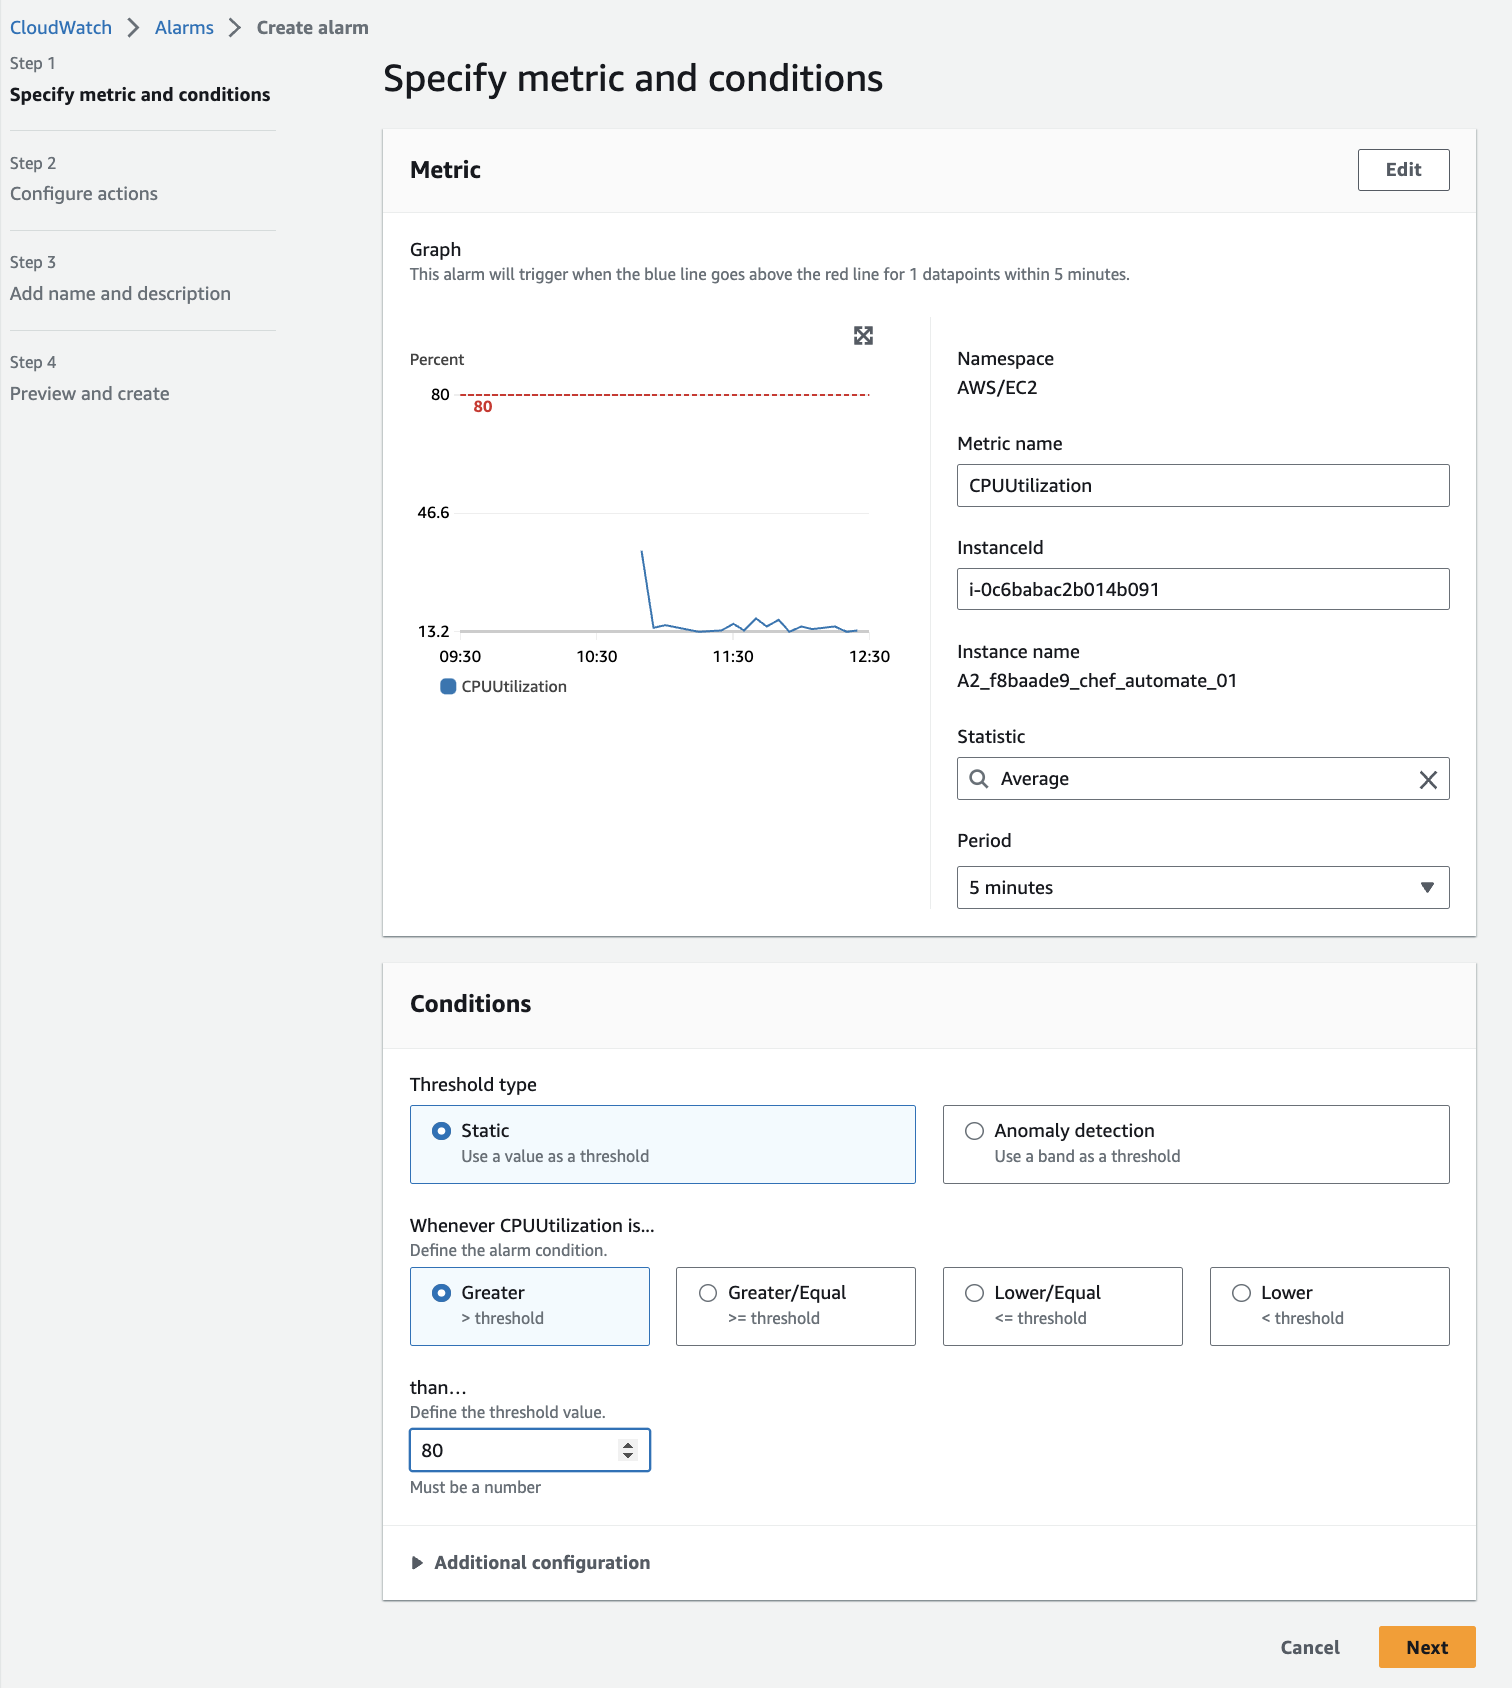 CloudWatch > Alarms > Create alarm
Step 1
Specify metric and conditions
Step 2
Configure actions
Step 3
Add name and description
Step 4
Preview and create
Specify metric and conditions
Metric
Edit
Graph
This alarm will trigger when the blue line goes above the red line for 1 datapoints within 5 minutes.
Percent
80
80
46.6
13.2
09:30 10:30 11:30 12:30
CPUUtilization
Namespace
AWS/EC2
Metric name
CPUUtilization
InstanceId
i-0c6babac2b014b091
Instance name
A2_f8baade9_chef_automate_01
Statistic
Average
Period
5 minutes
Conditions
Threshold type
Static
Use a value as a threshold
Anomaly detection
Use a band as a threshold
Whenever CPUUtilization is...
Define the alarm condition.
Greater
> threshold
Greater/Equal
>= threshold
Lower/Equal
<= threshold
Lower
< threshold
than…
Define the threshold value.
80
Must be a number
Additional configuration
Cancel
Next